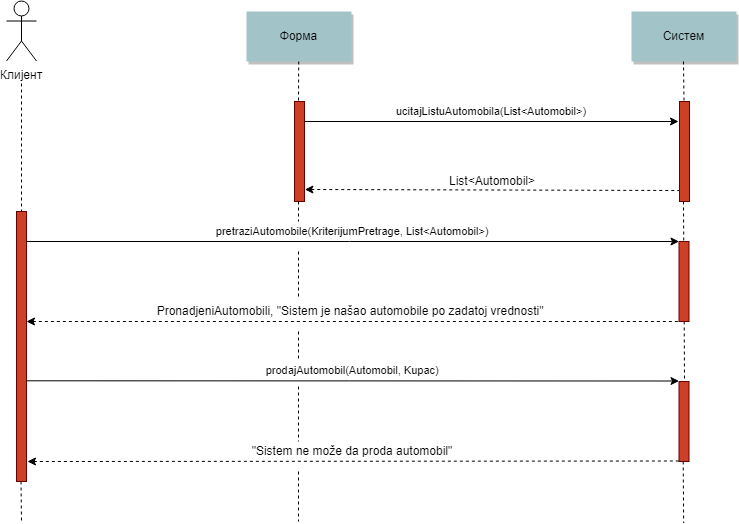 Форма
Систем
Клијент
ucitajListuAutomobila(List<Automobil>)
List<Automobil>
pretraziAutomobile(KriterijumPretrage, List<Automobil>)
PronadjeniAutomobili, "Sistem je našao automobile po zadatoj vrednosti"
prodajAutomobil(Automobil, Kupac)
"Sistem ne može da proda automobil"